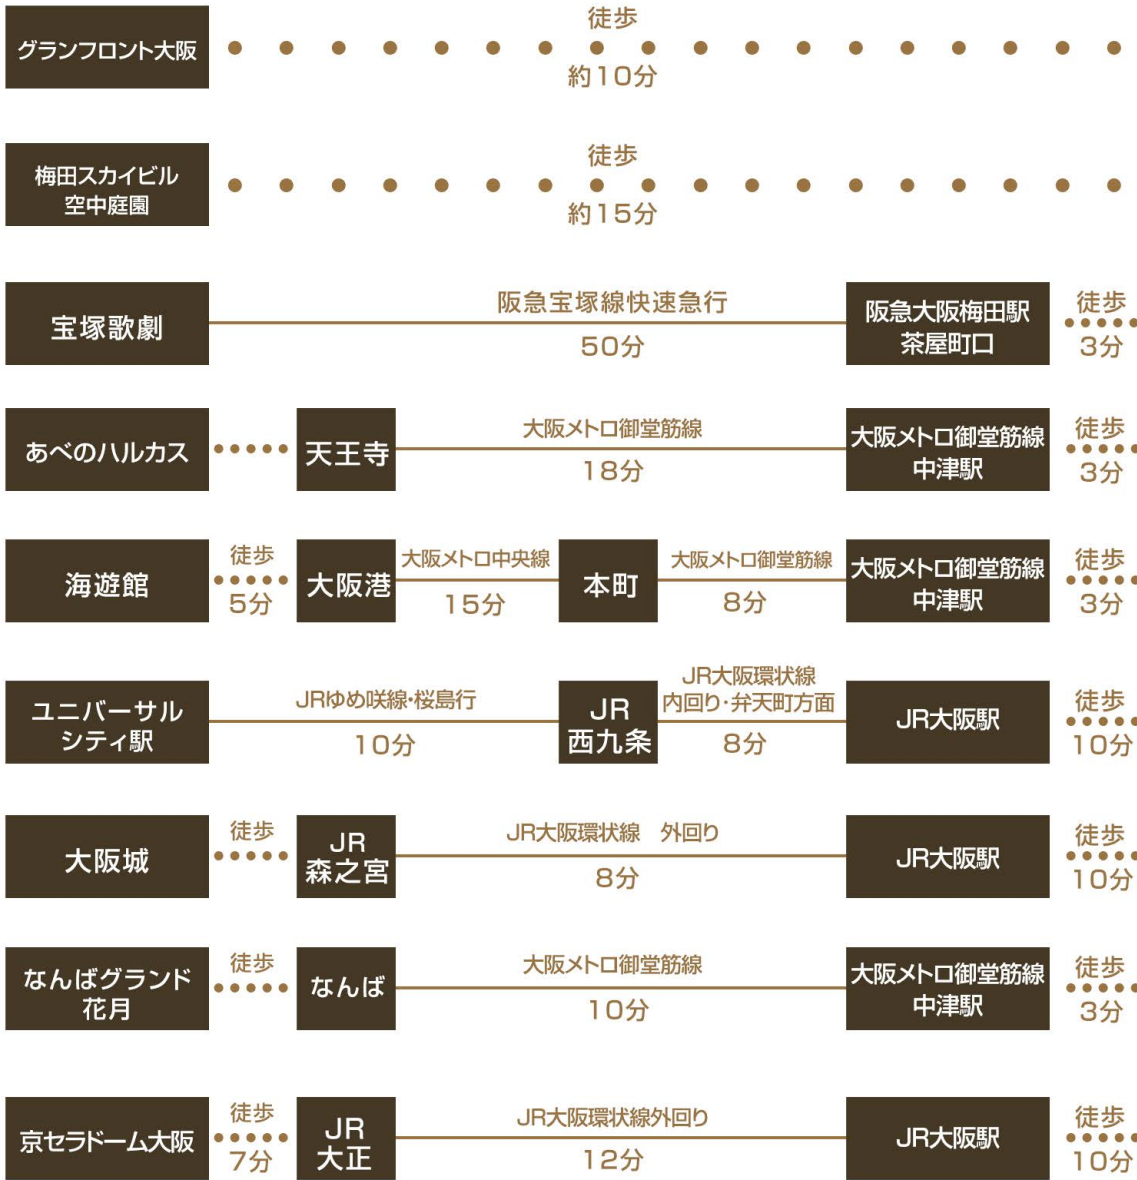 グランフロント大阪
徒歩
約10分
梅田スカイビル
空中庭園
徒歩
約15分
宝塚歌劇
阪急宝塚線快速急行
50分
阪急大阪梅田駅
茶屋町口
徒歩
3分
あべのハルカス
天王寺
大阪メトロ御堂筋線
18分
大阪メトロ御堂筋線
中津駅
徒歩
3分
海遊館
徒歩
5分
大阪港
大阪メトロ中央線
15分
本町
大阪メトロ御堂筋線
8分
大阪メトロ御堂筋線
中津駅
徒歩
3分
ユニバーサル
シティ駅
JRゆめ咲線・桜島行
10分
JR
西九条
JR大阪環状線
内回り・弁天町方面
8分
JR大阪駅
徒歩
10分
大阪城
徒歩
JR
森之宮
JR大阪環状線　外回り
8分
JR大阪駅
徒歩
10分
なんばグランド
花月
徒歩
なんば
大阪メトロ御堂筋線
10分
大阪メトロ御堂筋線
中津駅
徒歩
3分
京セラドーム大阪
徒歩
7分
JR
大正
JR大阪環状線外回り
12分
JR大阪駅
徒歩
10分